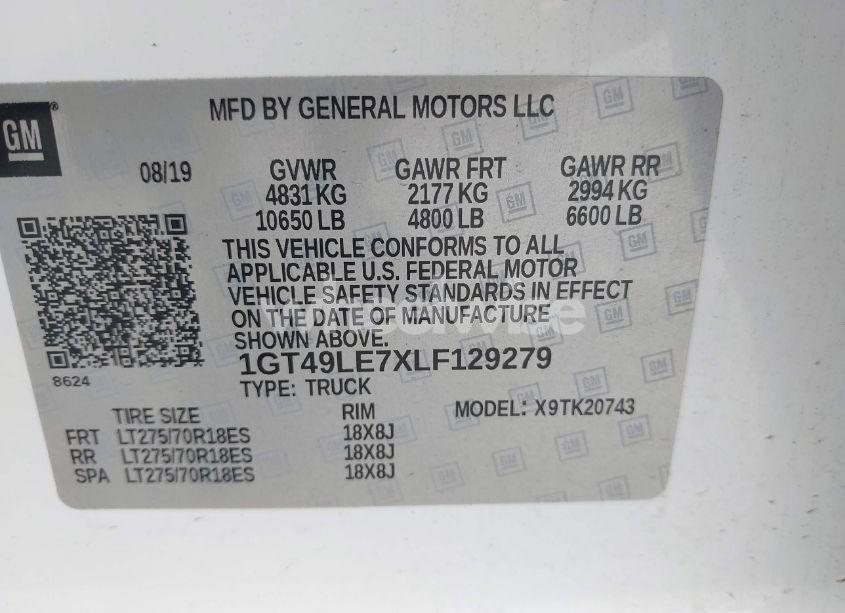 MFD BY GENERAL MOTORS LLC
GM
08/19 GVWR GAWR FRT GAWR RR
4831 KG 2177 KG 2994 KG
10650 LB 4800 LB 6600 LB
THIS VEHICLE CONFORMS TO ALL
APPLICABLE U.S. FEDERAL MOTOR
VEHICLE SAFETY STANDARDS IN EFFECT
ON THE DATE OF MANUFACTURE
SHOWN ABOVE.
1GT49LE7XLF129279
8624
TYPE: TRUCK
TIRE SIZE RIM MODEL: X9TK20743
FRT LT275/70R18ES 18X8J
RR LT275/70R18ES 18X8J
SPA LT275/70R18ES 18X8J